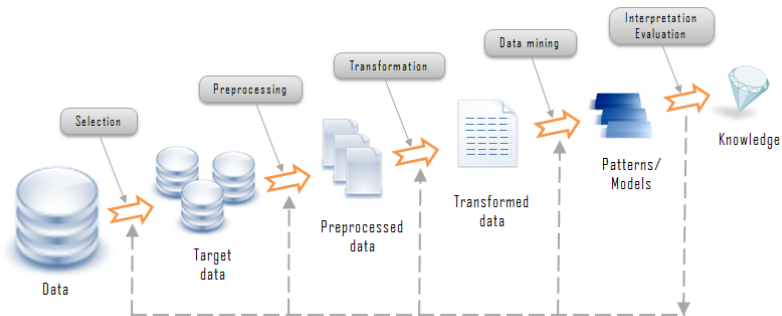 Interpretation
Evaluation
Data mining
Transformation
Preprocessing
Selection
Knowledge
Patterns/
Models
Transformed
data
Preprocessed
data
Target
data
Data